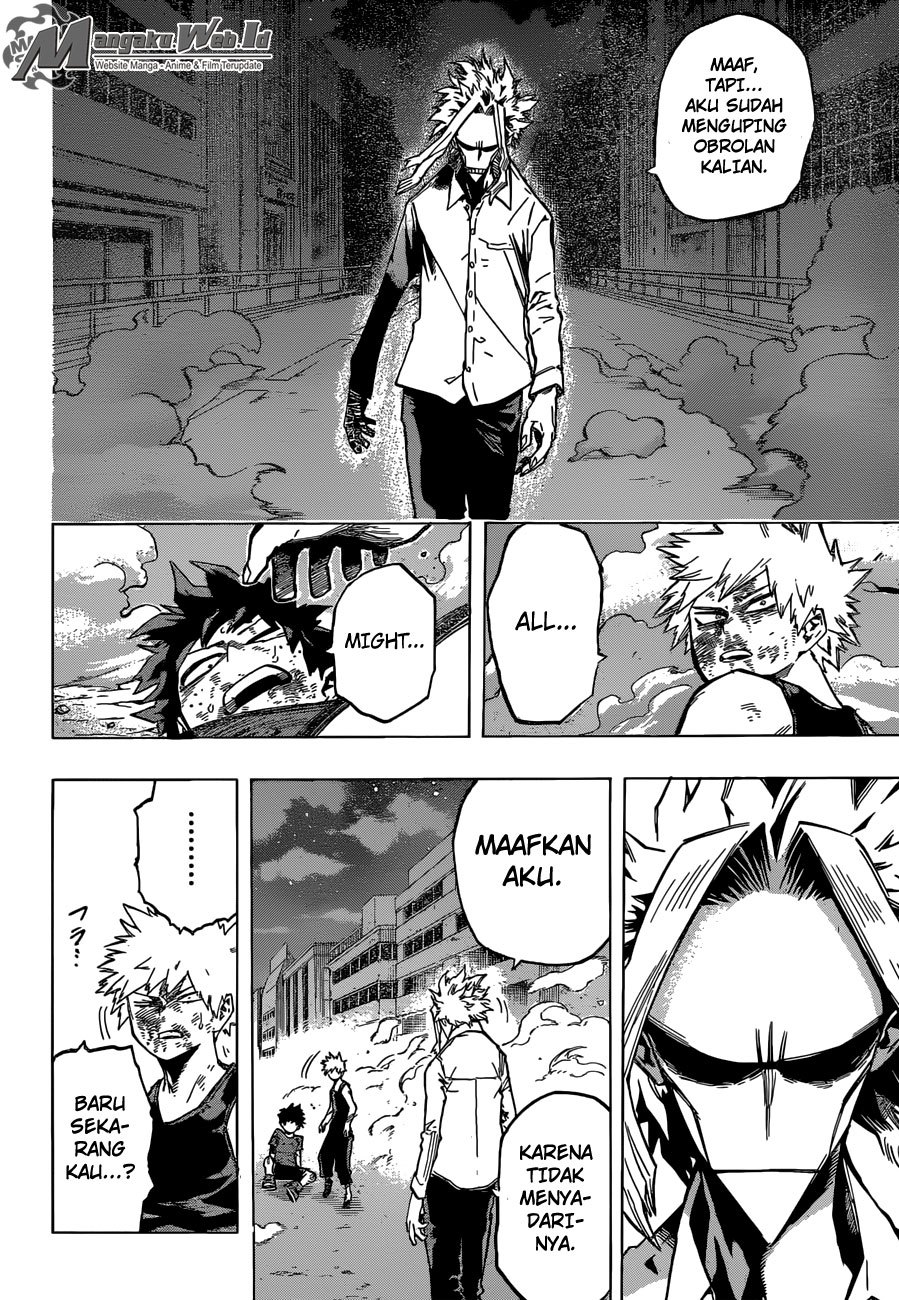 Mangaku Web.Id
Website Manga - Anime & Film Terupdate
MAAF,
TAPI...
AKU SUDAH
MENGUPING
OBROLAN
KALIAN.
ALL...
MIGHT...
MAAFKAN
AKU.
KARENA
TIDAK
MENYA-
DARI-
NYA.
.........
BARU
SEKA-
RANG
KAU...?